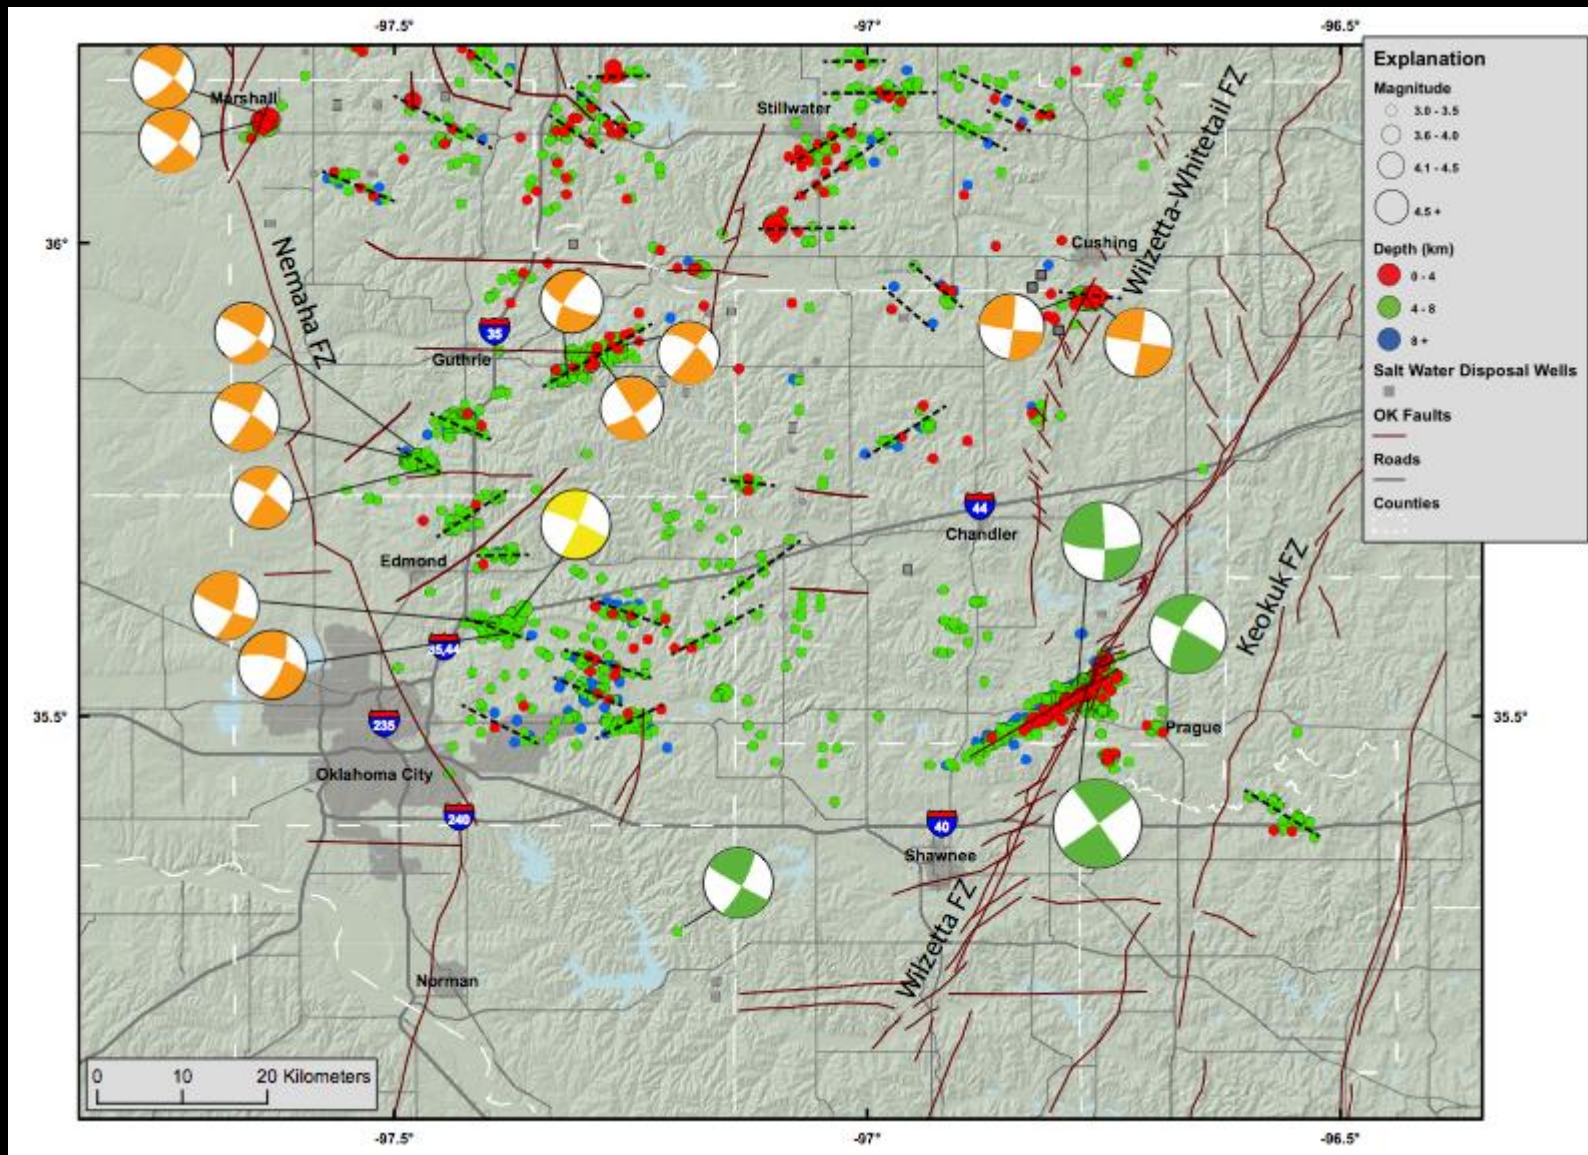 -97.5°
-97°
-96.5°
Explanation
Magnitude
3.0 - 3.5
3.6 - 4.0
4.1 - 4.5
4.5 +
Depth (km)
0 - 4
4 - 8
8 +
Salt Water Disposal Wells
OK Faults
Roads
Counties
Marshall
Stillwater
Wilzetta-Whitetail FZ
36°
Nemaha FZ
Cushing
35
Guthrie
44
Chandler
Edmond
Keokuk FZ
35,44
35.5°
235
Prague
35.5°
Oklahoma City
240
40
Shawnee
Wilzetta FZ
Norman
0 10 20 Kilometers
-97.5°
-97°
-96.5°